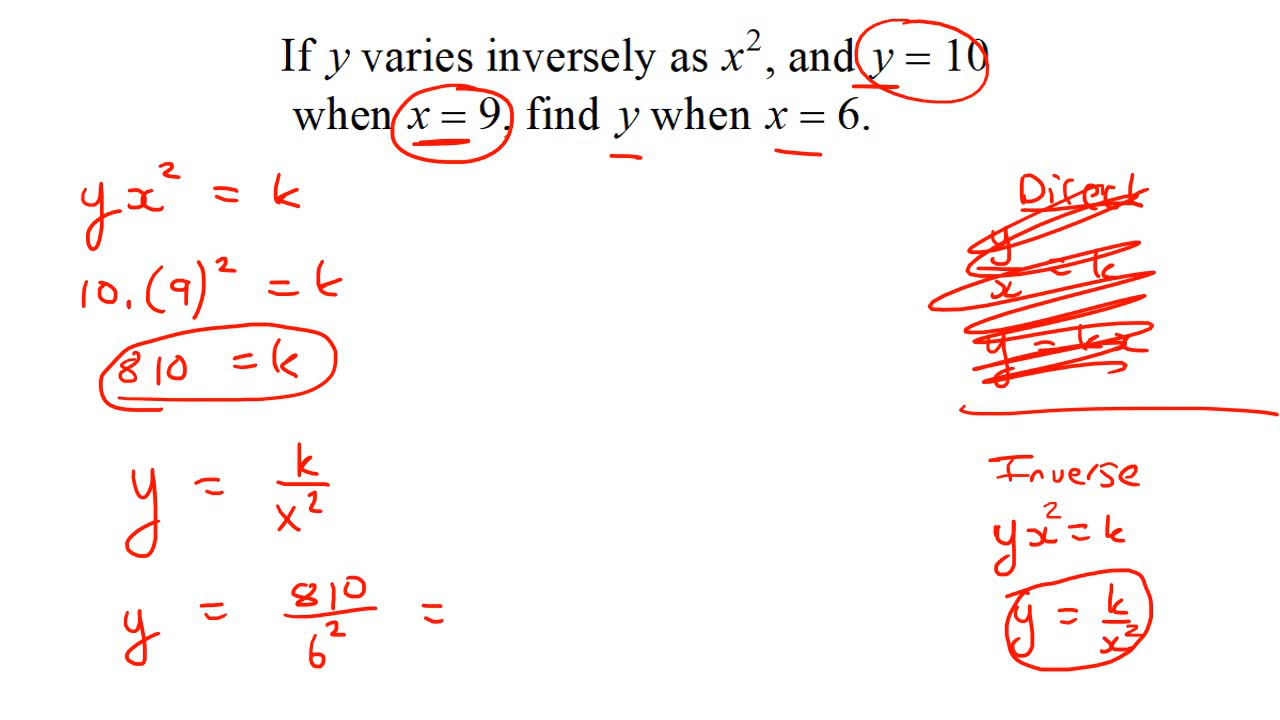 If y varies inversely as x², and y = 10
when x = 9, find y when x = 6.
yx² = k
10.(9)² = k
810 = k
y = k/x²
y = 810/6² =
Direct
y/x = k
y = kx
Inverse
yx² = k
y = k/x²